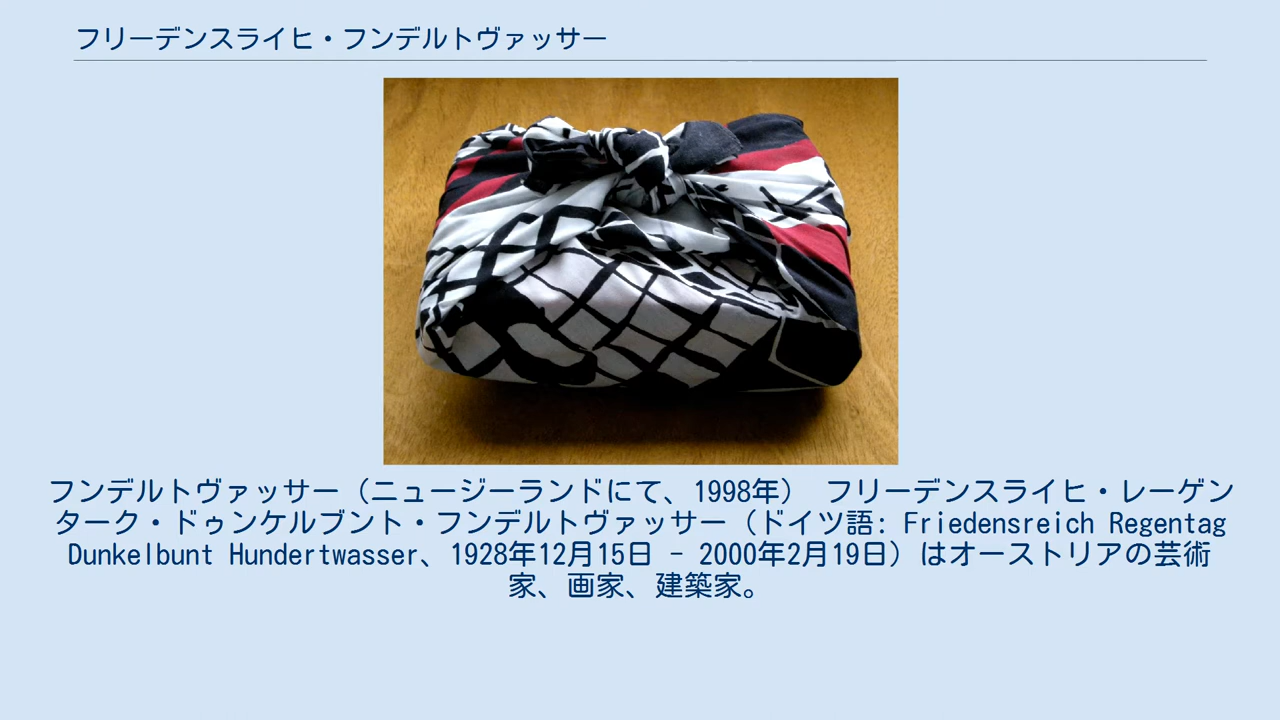 フリーデンスライヒ・フンデルトヴァッサー
フンデルトヴァッサー（ニュージーランドにて、1998年） フリーデンスライヒ・レーゲン
ターク・ドゥンケルブント・フンデルトヴァッサー（ドイツ語: Friedensreich Regentag
Dunkelbunt Hundertwasser、1928年12月15日 - 2000年2月19日）はオーストリアの芸術
家、画家、建築家。